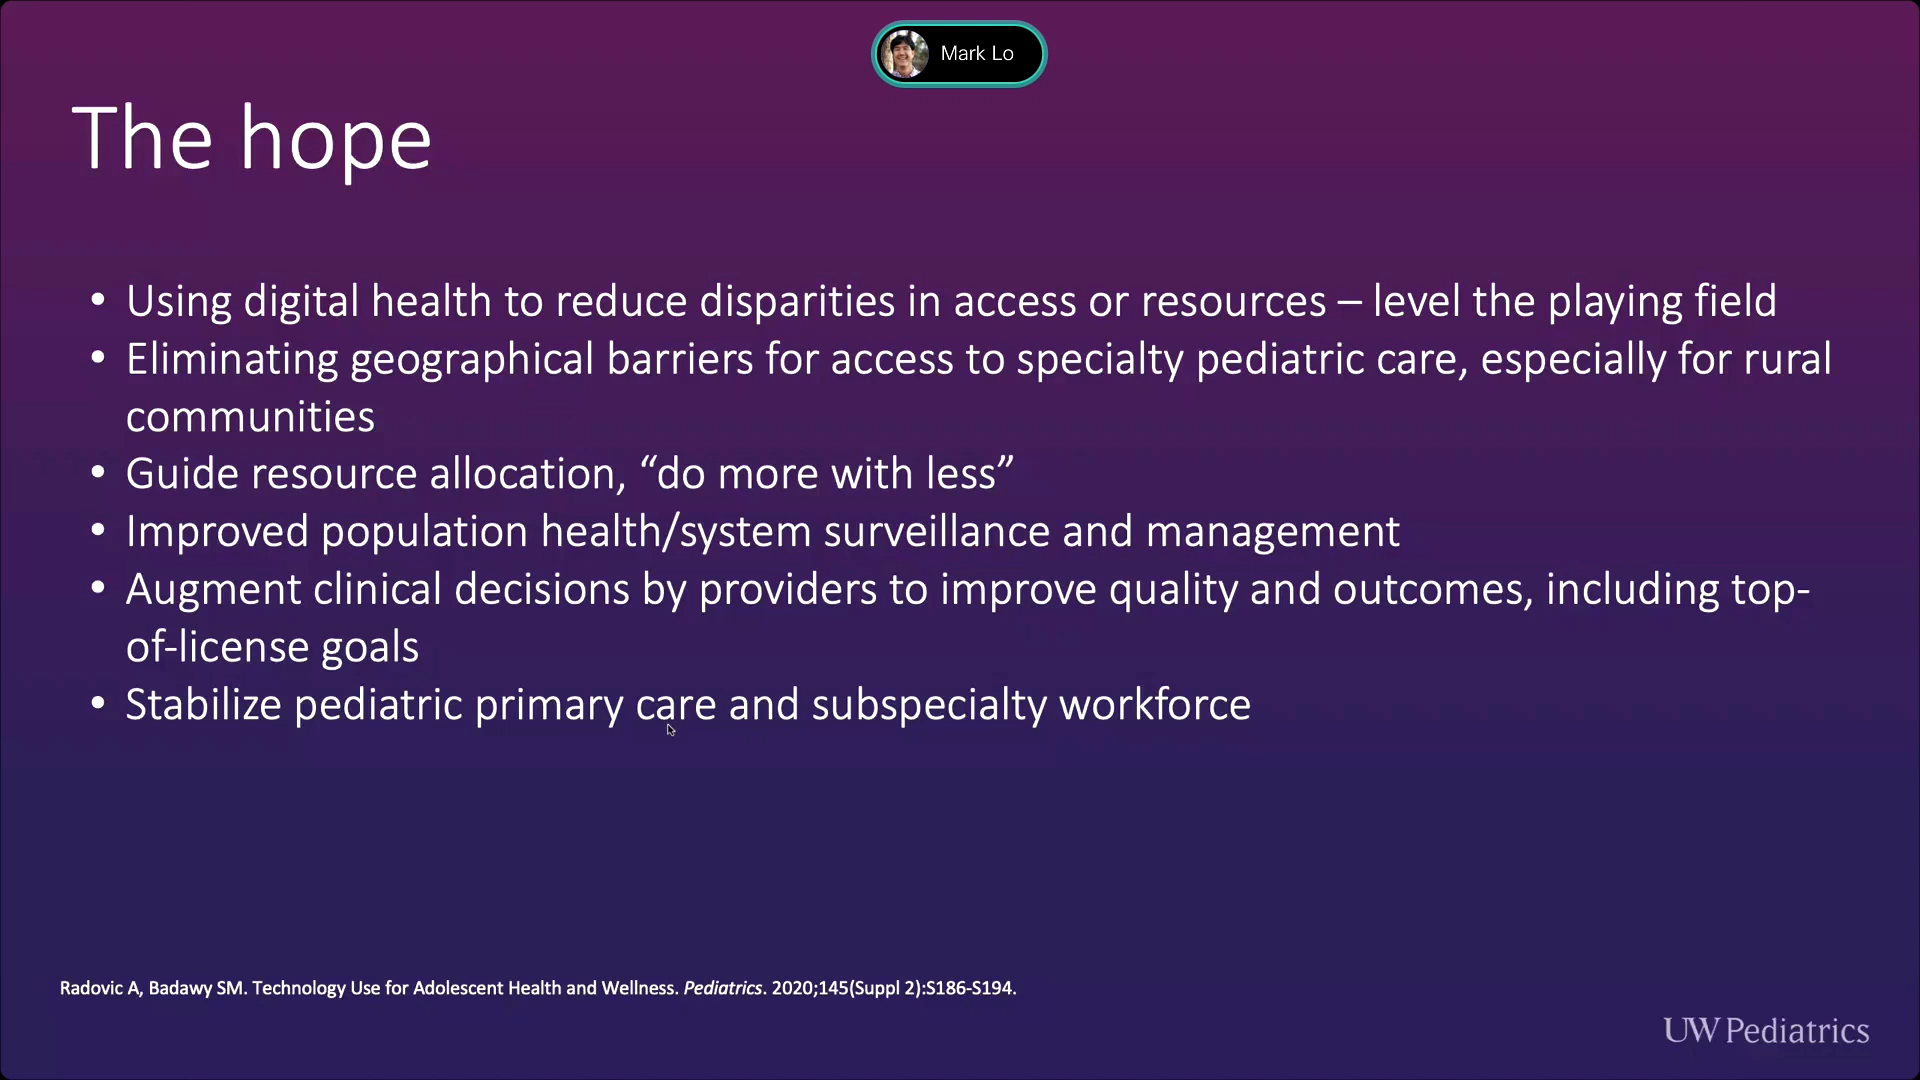 Mark Lo
The hope
• Using digital health to reduce disparities in access or resources – level the playing field
• Eliminating geographical barriers for access to specialty pediatric care, especially for rural
communities
• Guide resource allocation, “do more with less”
• Improved population health/system surveillance and management
• Augment clinical decisions by providers to improve quality and outcomes, including top-
of-license goals
• Stabilize pediatric primary care and subspecialty workforce
Radovic A, Badawy SM. Technology Use for Adolescent Health and Wellness. Pediatrics. 2020;145(Suppl 2):S186-S194.
UW Pediatrics